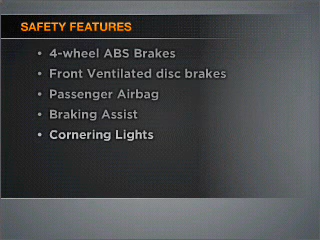 SAFETY FEATURES
• 4-wheel ABS Brakes
• Front Ventilated disc brakes
• Passenger Airbag
• Braking Assist
• Cornering Lights